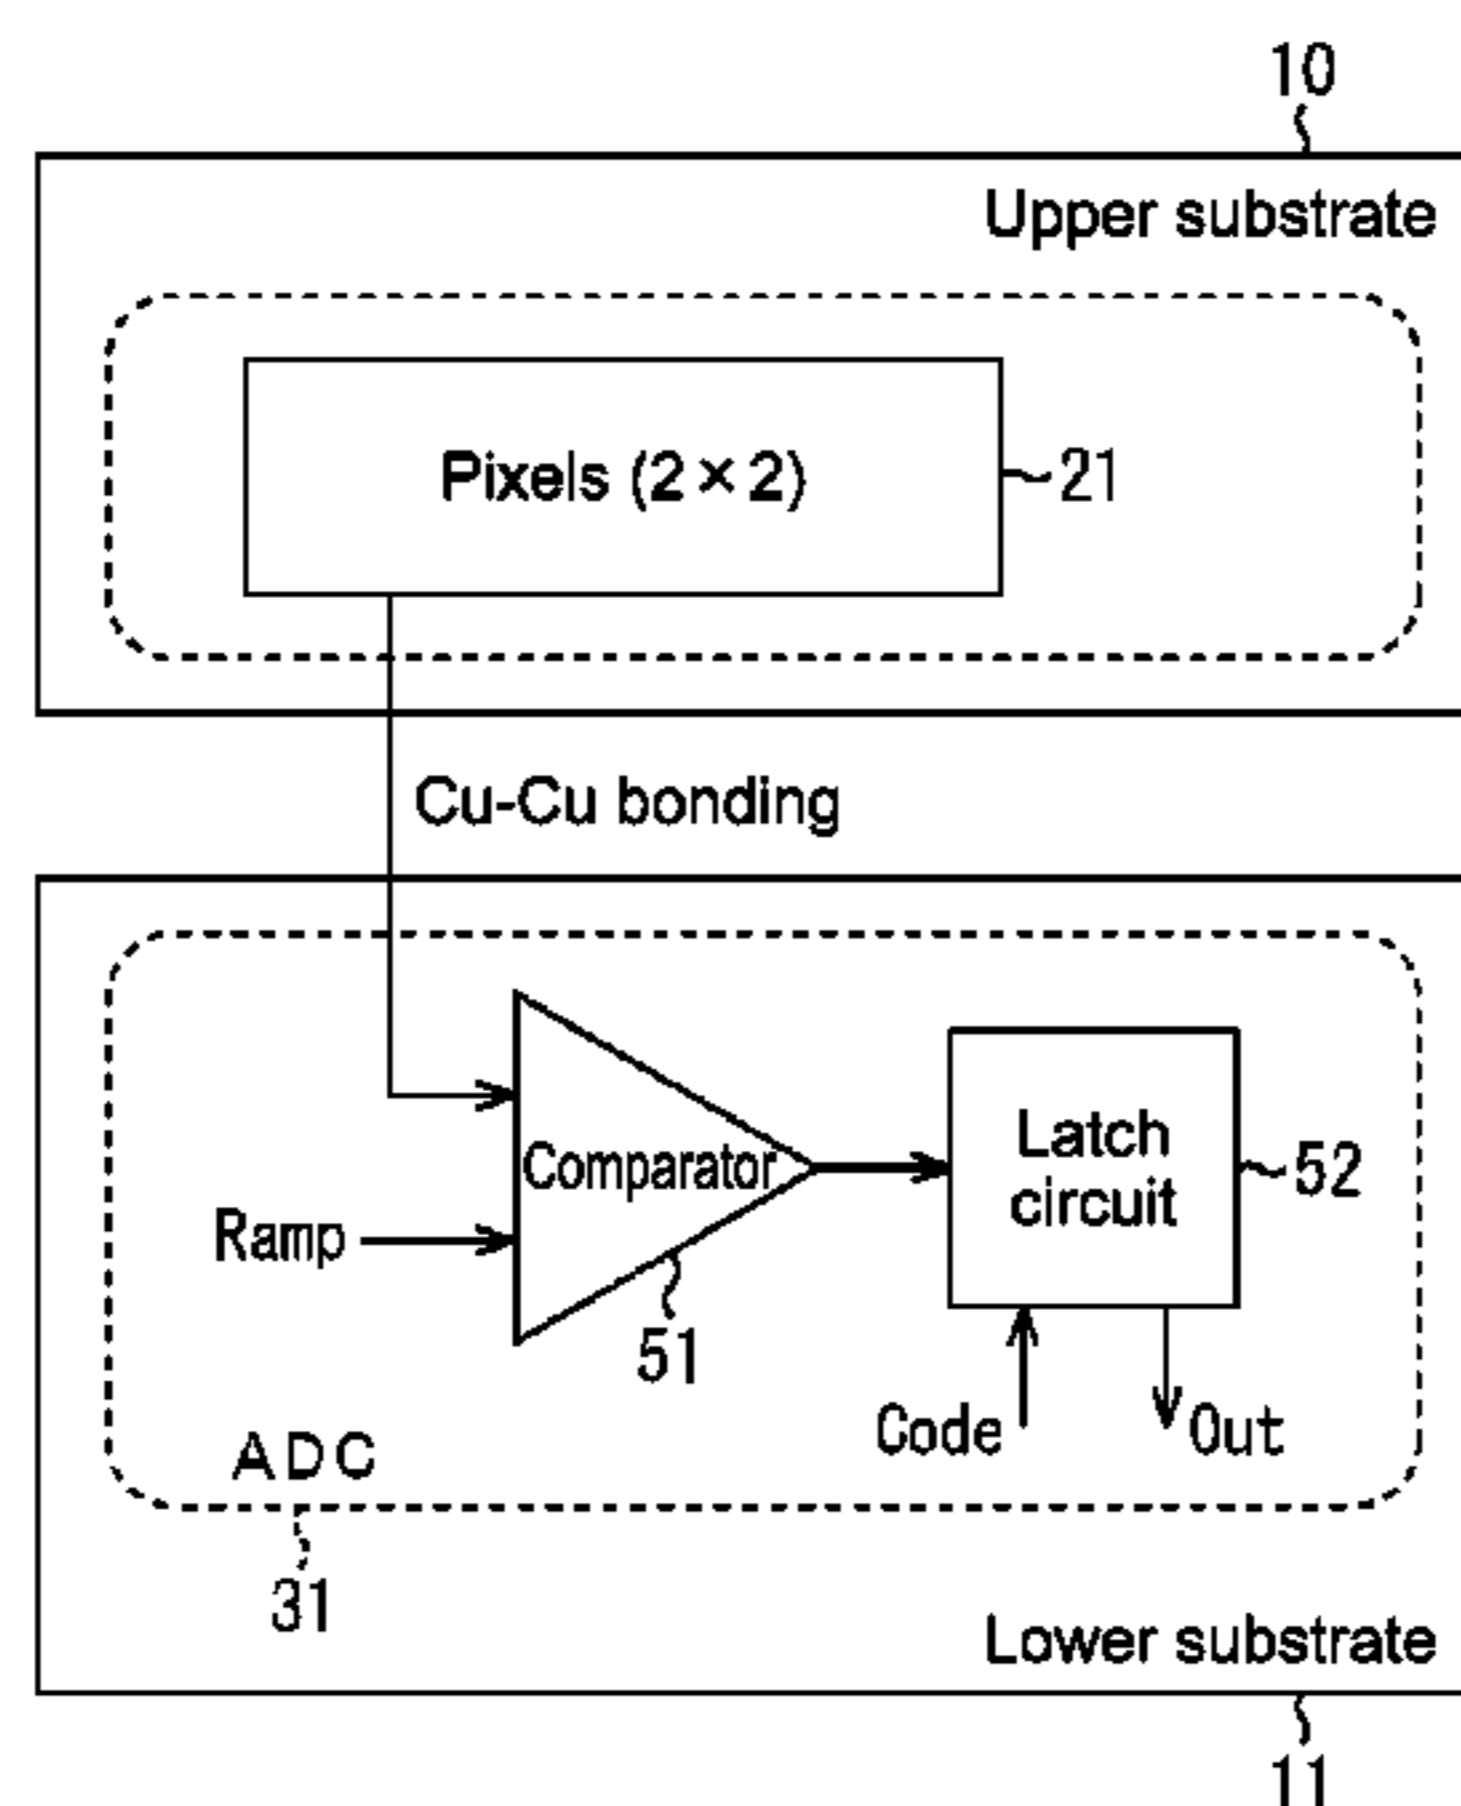 10
Upper substrate
Pixels (2×2)
21
Cu-Cu bonding
Comparator
Latch
circuit
52
Ramp
51
Code
Out
ADC
31
Lower substrate
11